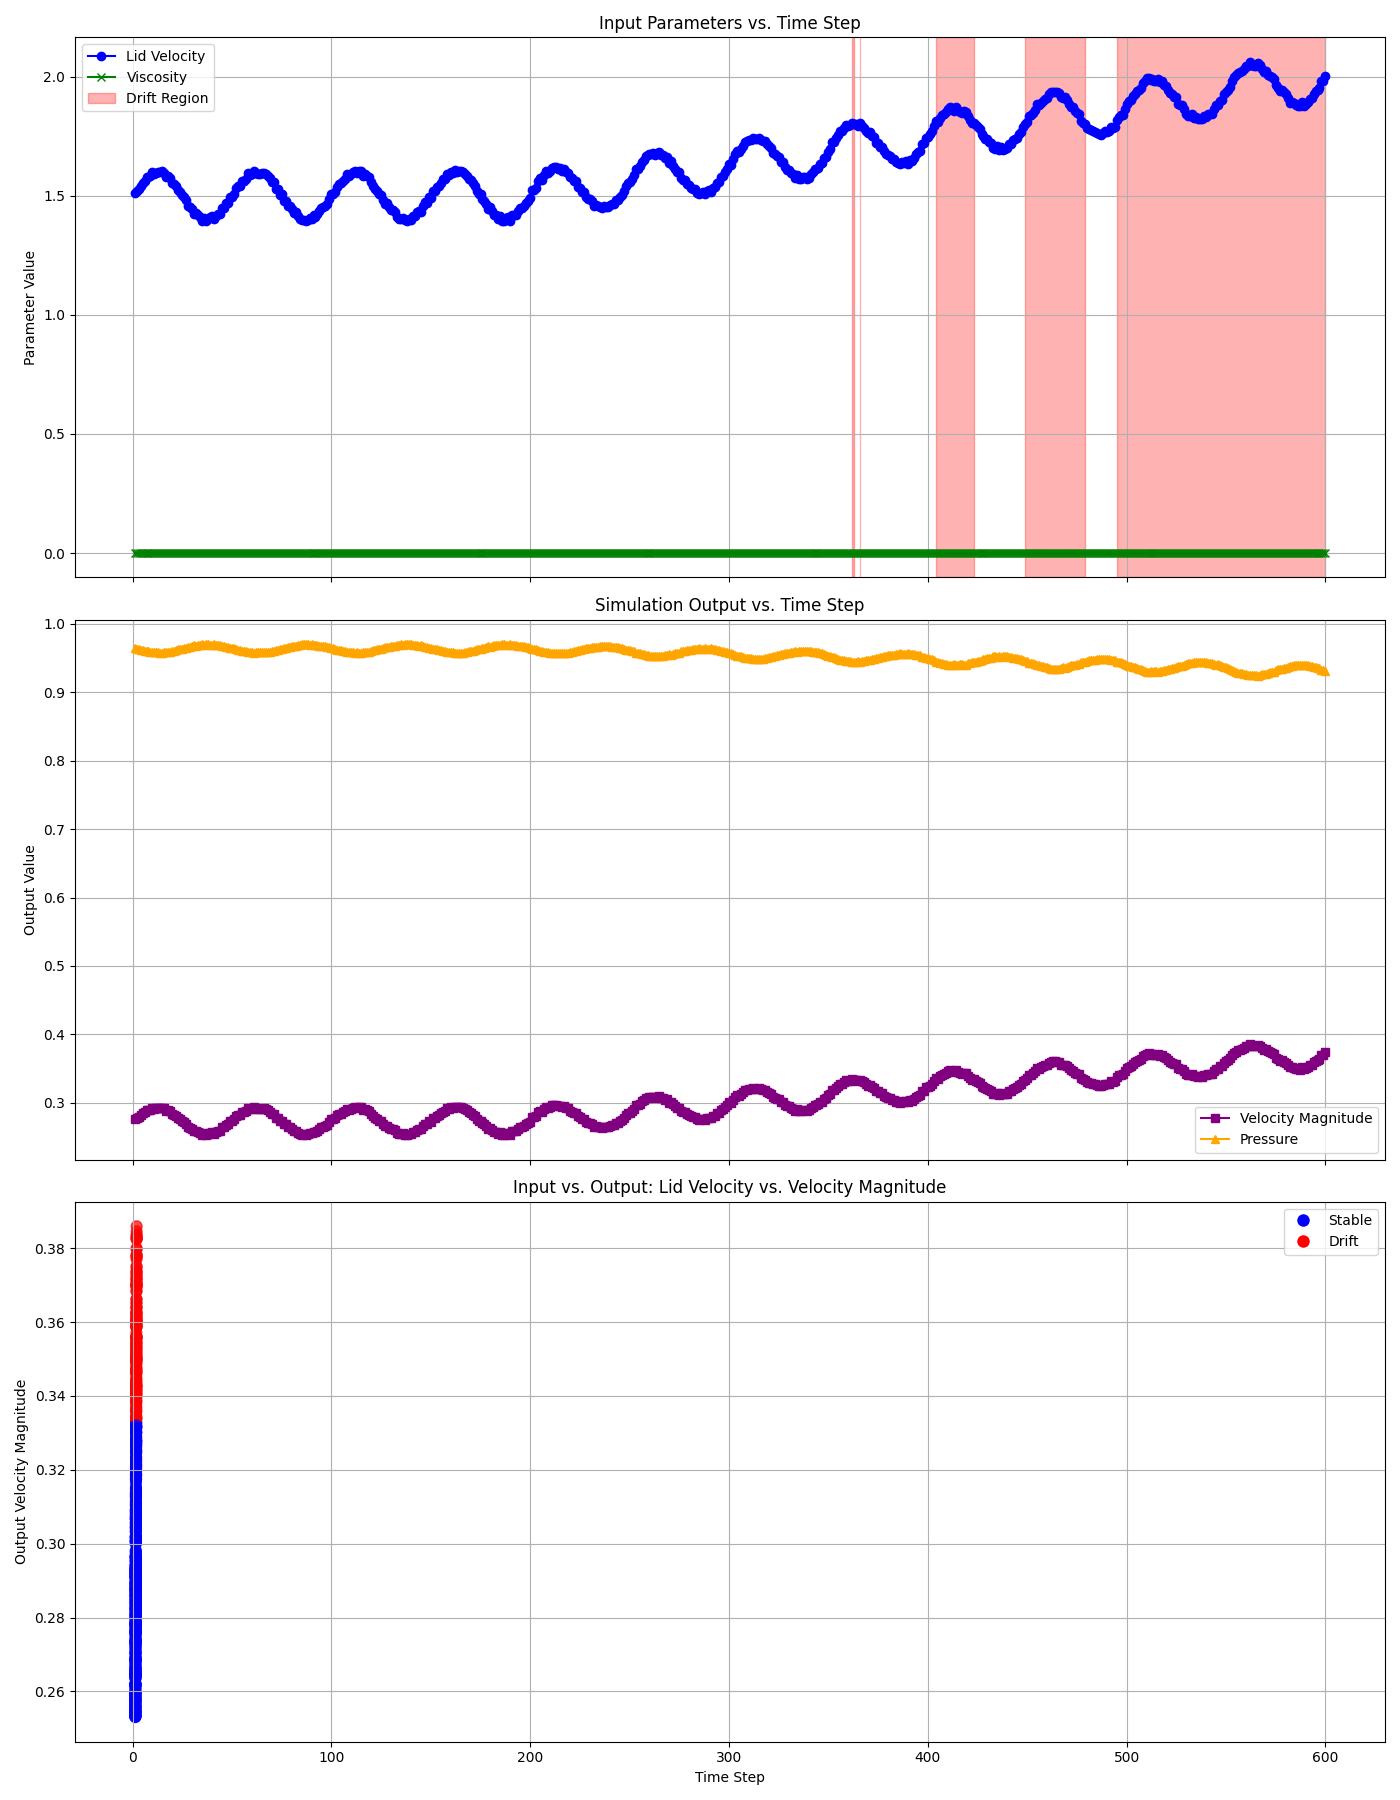 Input Parameters vs. Time Step
Lid Velocity
Viscosity
Drift Region
Parameter Value
2.0
1.5
1.0
0.5
0.0
Simulation Output vs. Time Step
Output Value
1.0
0.9
0.8
0.7
0.6
0.5
0.4
0.3
Velocity Magnitude
Pressure
Input vs. Output: Lid Velocity vs. Velocity Magnitude
Stable
Drift
Output Velocity Magnitude
0.38
0.36
0.34
0.32
0.30
0.28
0.26
0
100
200
300
400
500
600
Time Step